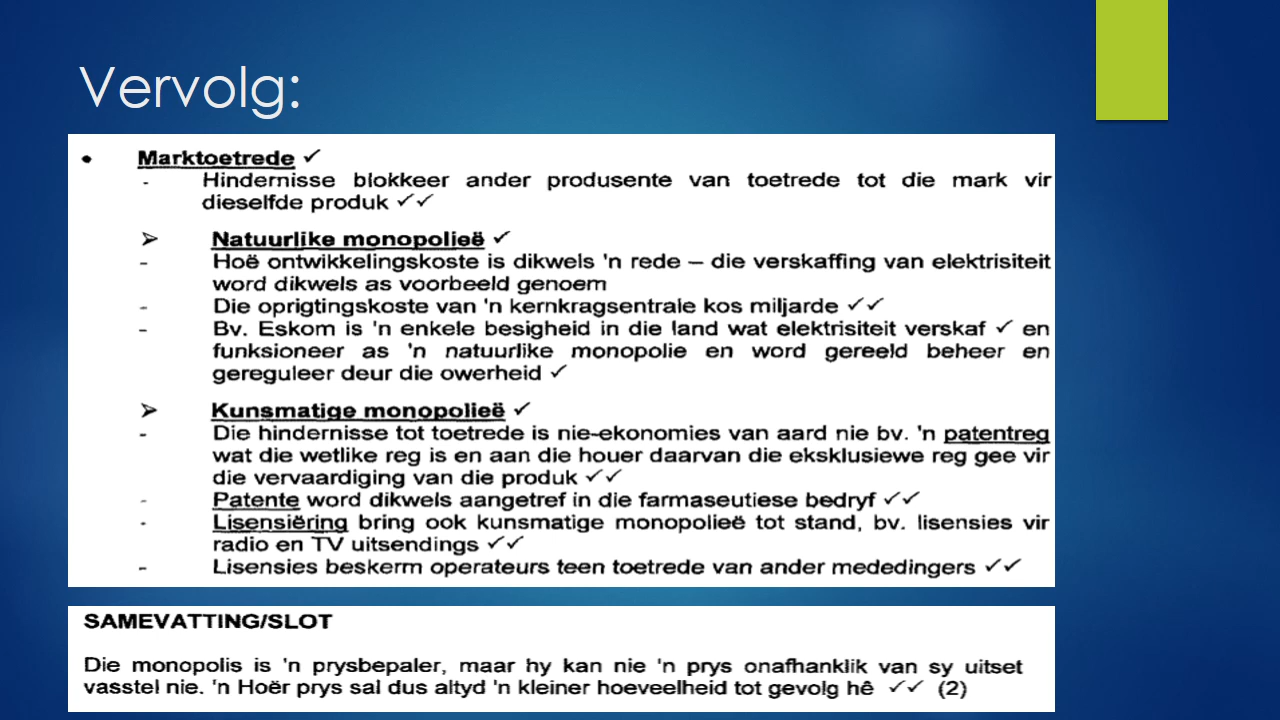 Vervolg:
• Marktoetrede ✓
- Hindernisse blokkeer ander produsente van toetrede tot die mark vir
dieselfde produk ✓✓
➢ Natuurlike monopolieë ✓
- Hoë ontwikkelingskoste is dikwels 'n rede – die verskaffing van elektrisiteit
word dikwels as voorbeeld genoem
- Die oprigtingskoste van 'n kernkragsentrale kos miljarde ✓✓
- Bv. Eskom is 'n enkele besigheid in die land wat elektrisiteit verskaf ✓ en
funksioneer as 'n natuurlike monopolie en word gereeld beheer en
gereguleer deur die owerheid ✓
➢ Kunsmatige monopolieë ✓
- Die hindernisse tot toetrede is nie-ekonomies van aard nie bv. 'n patentreg
wat die wetlike reg is en aan die houer daarvan die eksklusiewe reg gee vir
die vervaardiging van die produk ✓✓
- Patente word dikwels aangetref in die farmaseutiese bedryf ✓✓
- Lisensiëring bring ook kunsmatige monopolieë tot stand, bv. lisensies vir
radio en TV uitsendings ✓✓
- Lisensies beskerm operateurs teen toetrede van ander mededingers ✓✓
SAMEVATTING/SLOT
Die monopolis is 'n prysbepaler, maar hy kan nie 'n prys onafhanklik van sy uitset
vasstel nie. 'n Hoër prys sal dus altyd 'n kleiner hoeveelheid tot gevolg hê ✓✓ (2)